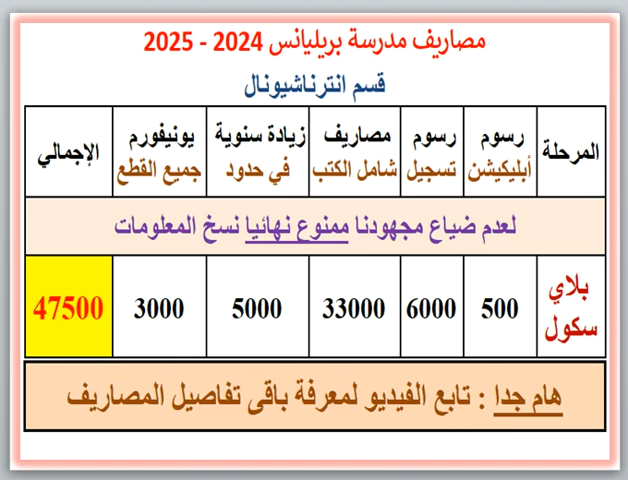 مصاريف مدرسة بريليانس 2024 - 2025
قسم انترناشيونال
المرحلة | رسوم أبليكيشن | رسوم تسجيل | مصاريف شامل الكتب | زيادة سنوية في حدود | يونيفورم جميع القطع | الإجمالي
لعدم ضياع مجهودنا ممنوع نهائيا نسخ المعلومات
بلاي سكول | 500 | 6000 | 33000 | 5000 | 3000 | 47500
هام جدا : تابع الفيديو لمعرفة باقى تفاصيل المصاريف